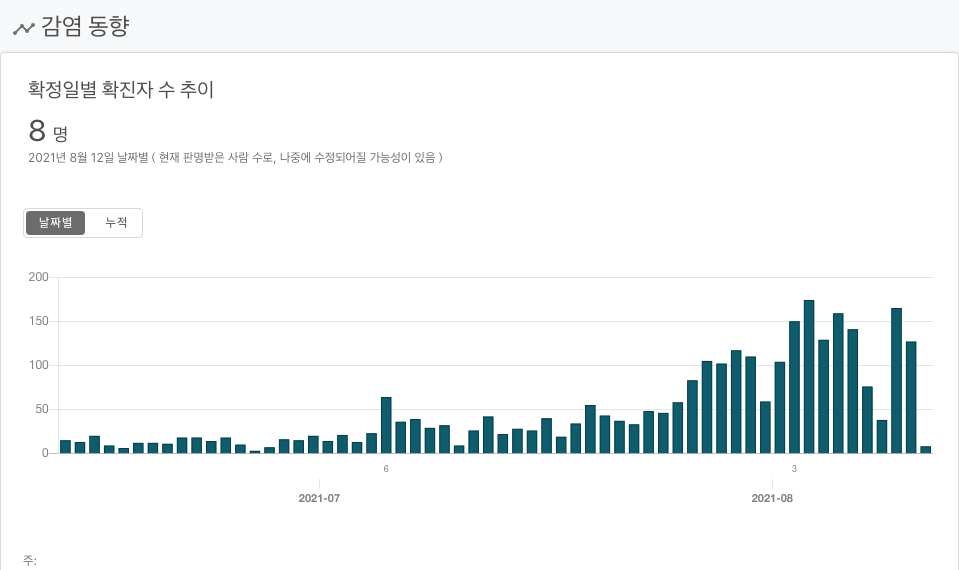 감염 동향
확정일별 확진자 수 추이
8 명
2021년 8월 12일 날짜별 ( 현재 판명받은 사람 수로, 나중에 수정되어질 가능성이 있음 )
날짜별 누적
200
150
100
50
0
6 3
2021-07 2021-08
주: